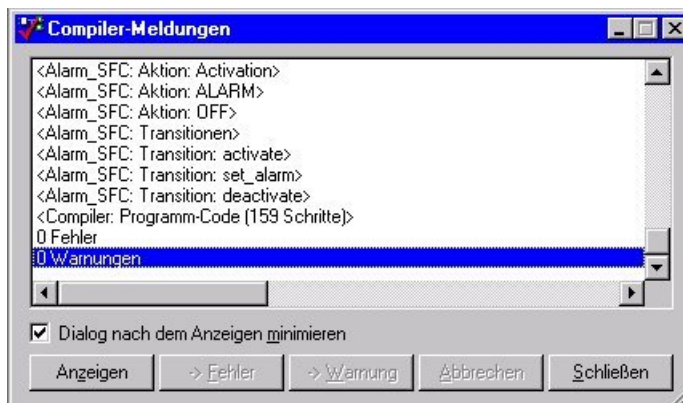 Compiler-Meldungen
<Alarm_SFC: Aktion: Activation>
<Alarm_SFC: Aktion: ALARM>
<Alarm_SFC: Aktion: OFF>
<Alarm_SFC: Transitionen>
<Alarm_SFC: Transition: activate>
<Alarm_SFC: Transition: set_alarm>
<Alarm_SFC: Transition: deactivate>
<Compiler: Programm-Code (159 Schritte)>
0 Fehler
0 Warnungen
Dialog nach dem Anzeigen minimieren
Anzeigen -> Fehler -> Warnung Abbrechen Schließen